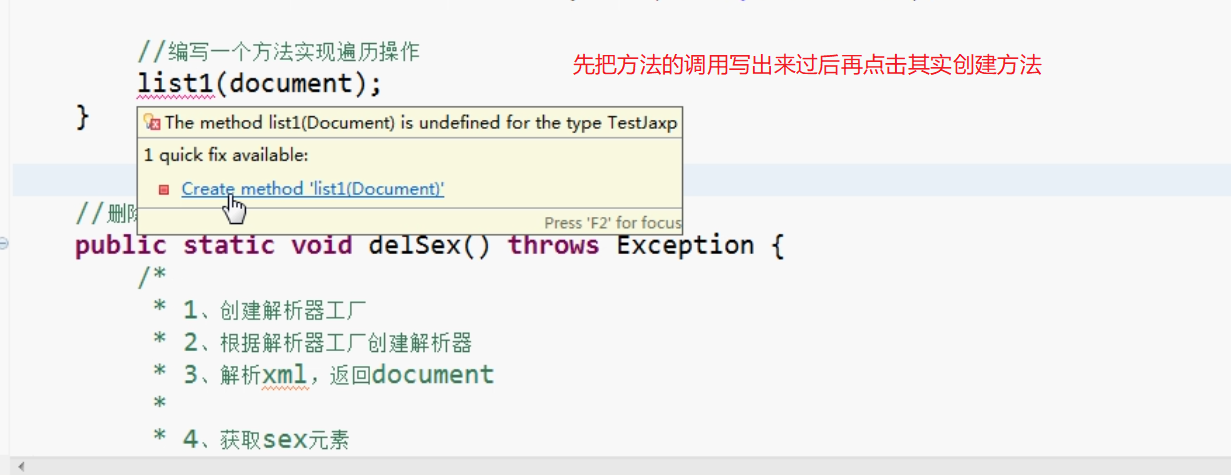 //编写一个方法实现遍历操作
先把方法的调用写出来过后再点击其实创建方法
list1(document);
}
The method list1(Document) is undefined for the type TestJaxp
1 quick fix available:
Create method 'list1(Document)'
Press 'F2' for focus
//删除
public static void delSex() throws Exception {
/*
* 1、创建解析器工厂
* 2、根据解析器工厂创建解析器
* 3、解析xml，返回document
*
* 4、获取sex元素